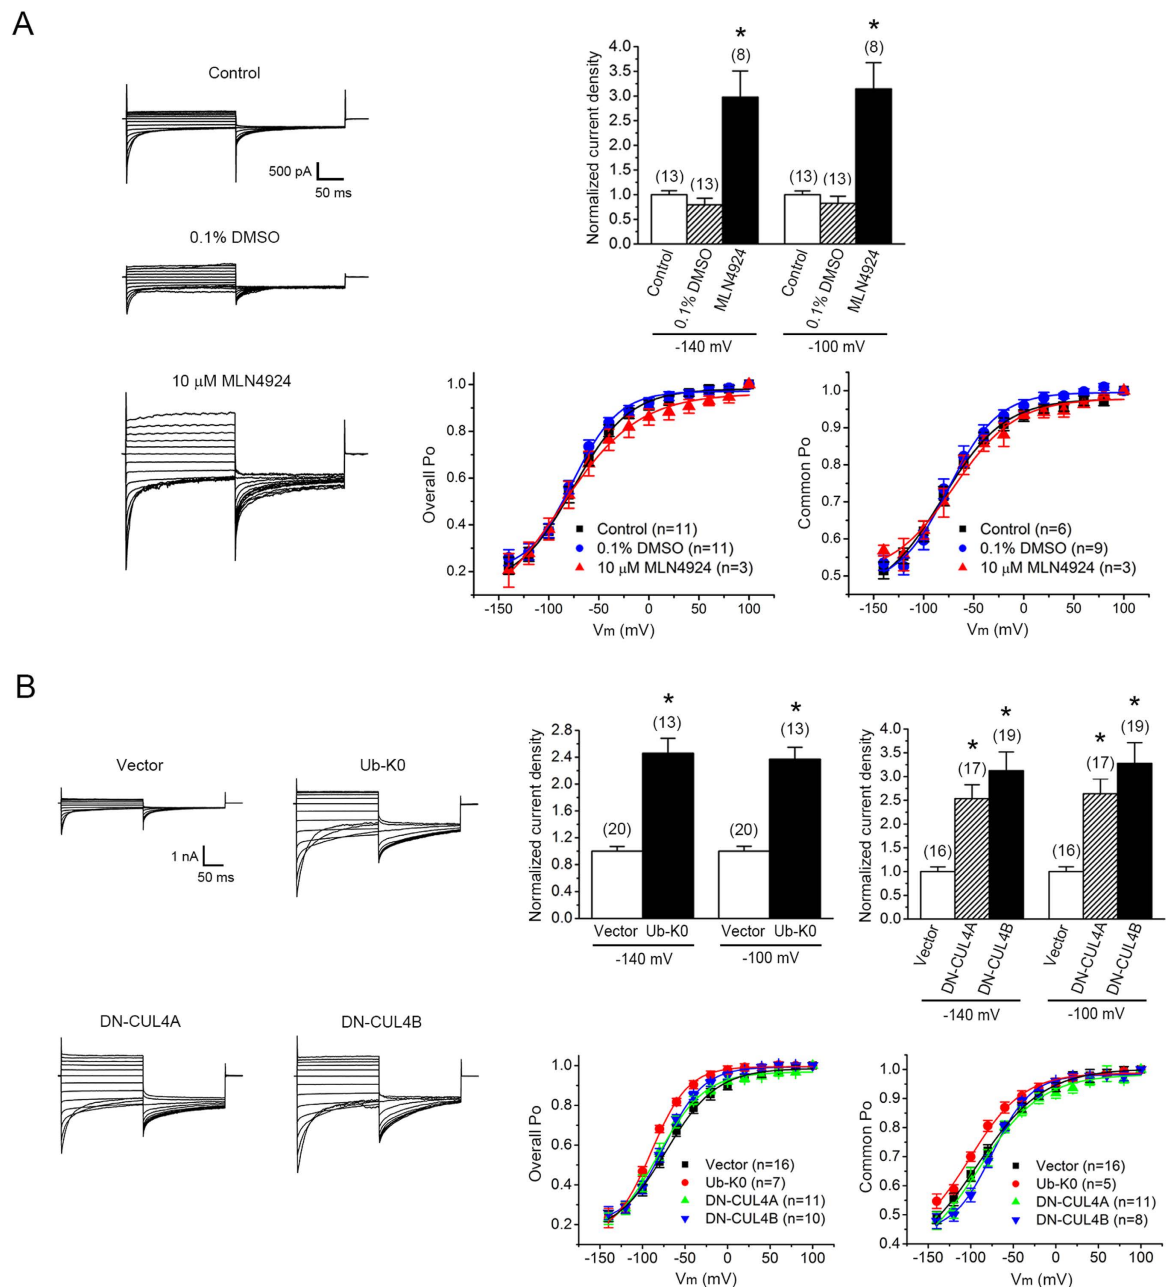 A
Control
500 pA
50 ms
0.1% DMSO
10 μM MLN4924
Normalized current density
4.0
3.5
3.0
2.5
2.0
1.5
1.0
0.5
0.0
(13)
(13)
*
(8)
(13)
(13)
*
(8)
Control
0.1% DMSO
MLN4924
Control
0.1% DMSO
MLN4924
-140 mV
-100 mV
Overall Po
1.0
0.8
0.6
0.4
0.2
Control (n=11)
0.1% DMSO (n=11)
10 μM MLN4924 (n=3)
-150 -100 -50 0 50 100
Vm (mV)
Common Po
1.0
0.9
0.8
0.7
0.6
0.5
Control (n=6)
0.1% DMSO (n=9)
10 μM MLN4924 (n=3)
-150 -100 -50 0 50 100
Vm (mV)
B
Vector
1 nA
50 ms
Ub-K0
DN-CUL4A
DN-CUL4B
Normalized current density
2.8
2.4
2.0
1.6
1.2
0.8
0.4
0.0
(20)
*
(13)
(20)
*
(13)
Vector Ub-K0
Vector Ub-K0
-140 mV
-100 mV
Normalized current density
5.0
4.5
4.0
3.5
3.0
2.5
2.0
1.5
1.0
0.5
0.0
(16)
*
(17)
*
(19)
(16)
*
(17)
*
(19)
Vector
DN-CUL4A
DN-CUL4B
Vector
DN-CUL4A
DN-CUL4B
-140 mV
-100 mV
Overall Po
1.0
0.8
0.6
0.4
0.2
Vector (n=16)
Ub-K0 (n=7)
DN-CUL4A (n=11)
DN-CUL4B (n=10)
-150 -100 -50 0 50 100
Vm (mV)
Common Po
1.0
0.9
0.8
0.7
0.6
0.5
0.4
Vector (n=16)
Ub-K0 (n=5)
DN-CUL4A (n=11)
DN-CUL4B (n=8)
-150 -100 -50 0 50 100
Vm (mV)